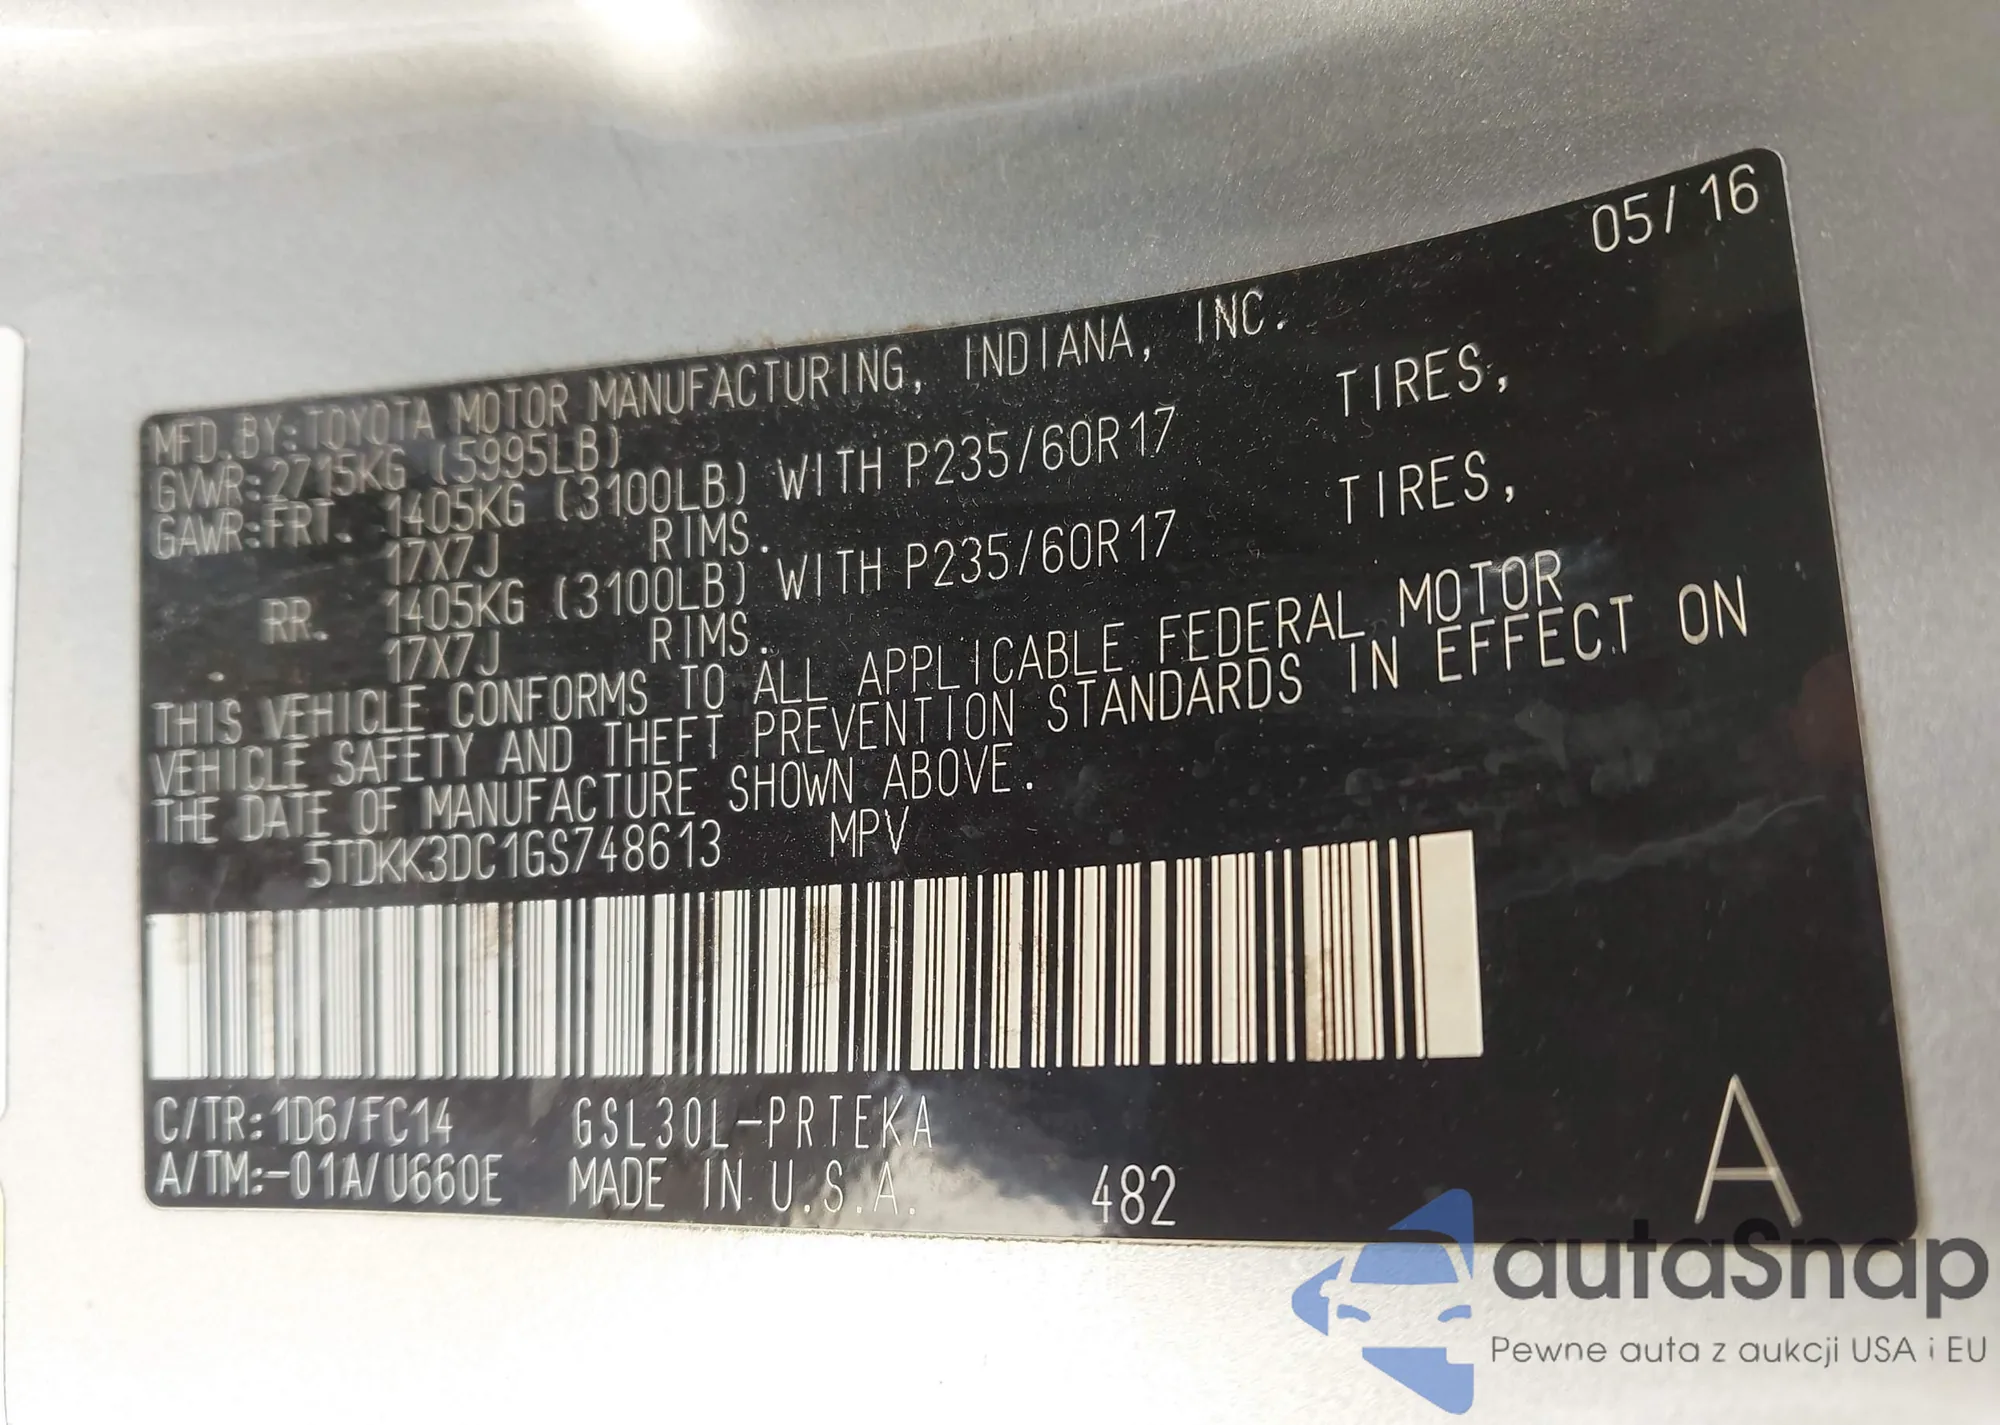 05/16
MFD.BY:TOYOTA MOTOR MANUFACTURING, INDIANA, INC.
GVWR:2715KG (5995LB)
GAWR:FRT. 1405KG (3100LB) WITH P235/60R17 TIRES,
17X7J RIMS.
RR. 1405KG (3100LB) WITH P235/60R17 TIRES,
17X7J RIMS.
THIS VEHICLE CONFORMS TO ALL APPLICABLE FEDERAL MOTOR
VEHICLE SAFETY AND THEFT PREVENTION STANDARDS IN EFFECT ON
THE DATE OF MANUFACTURE SHOWN ABOVE.
5TDKK3DC1GS748613 MPV
C/TR:1D6/FC14 GSL30L-PRTEKA
A/TM:-01A/U660E MADE IN U.S.A. 482 A
autaSnap
Pewne auta z aukcji USA i EU